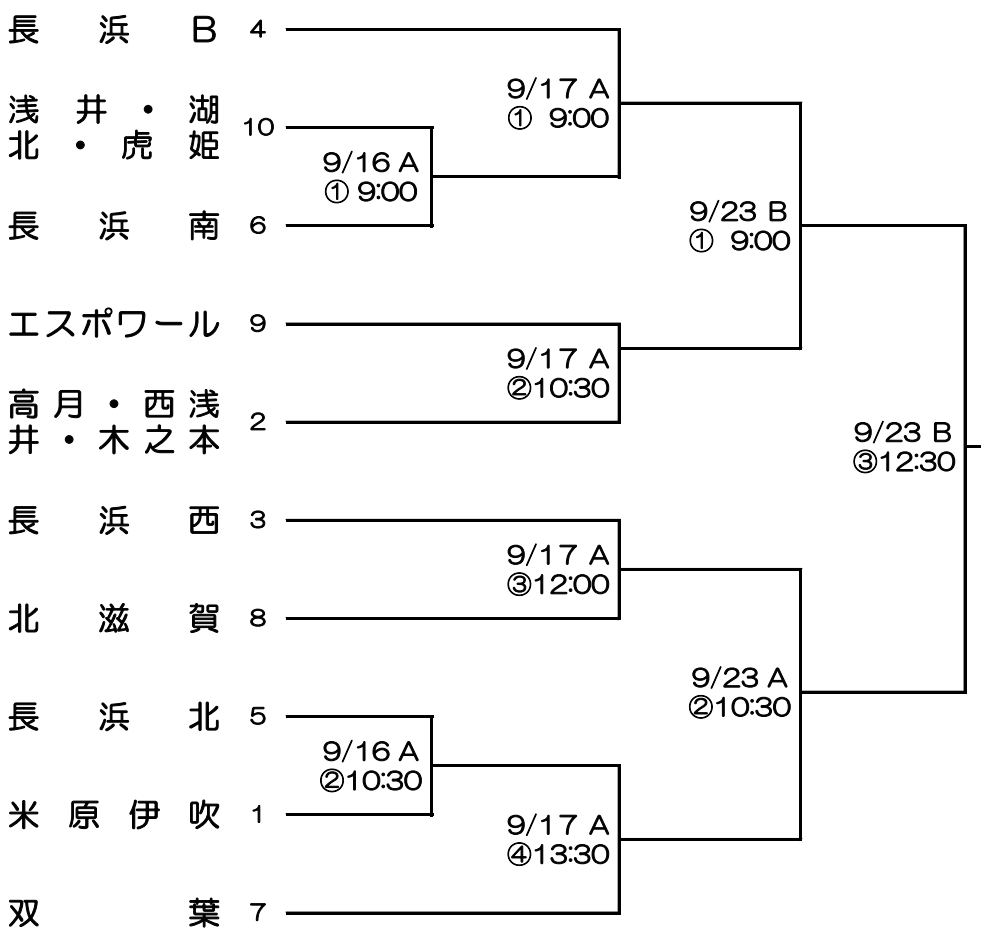 長浜B 4
9/17 A
① 9:00
浅井・湖
北・虎姫
10
9/16 A
① 9:00
長浜南 6
9/23 B
① 9:00
エスポワール 9
9/17 A
②10:30
高月・西浅
井・木之本
2
9/23 B
③12:30
長浜西 3
9/17 A
③12:00
北滋賀 8
9/23 A
②10:30
長浜北 5
9/16 A
②10:30
米原伊吹 1
9/17 A
④13:30
双葉 7